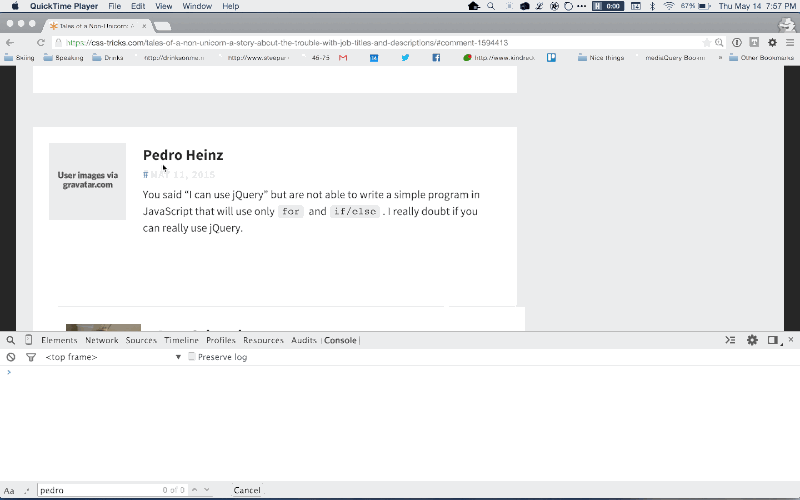 QuickTime Player File Edit View Window Help 0:00 67% Thu May 14 7:57 PM
Tales of a Non-Unicorn: A
https://css-tricks.com/tales-of-a-non-unicorn-a-story-about-the-trouble-with-job-titles-and-descriptions/#comment-1594413
Skiing Speaking Drinks http://drinksonme. http://www.steepan 46-75 http://www.kindred Nice things mediaQuery Bookm » Other Bookmarks
User images via
gravatar.com
Pedro Heinz
# MAY 11, 2015
You said “I can use jQuery” but are not able to write a simple program in
JavaScript that will use only for and if/else . I really doubt if you
can really use jQuery.
Elements Network Sources Timeline Profiles Resources Audits Console
<top frame> Preserve log
>
Aa .* pedro 0 of 0 Cancel